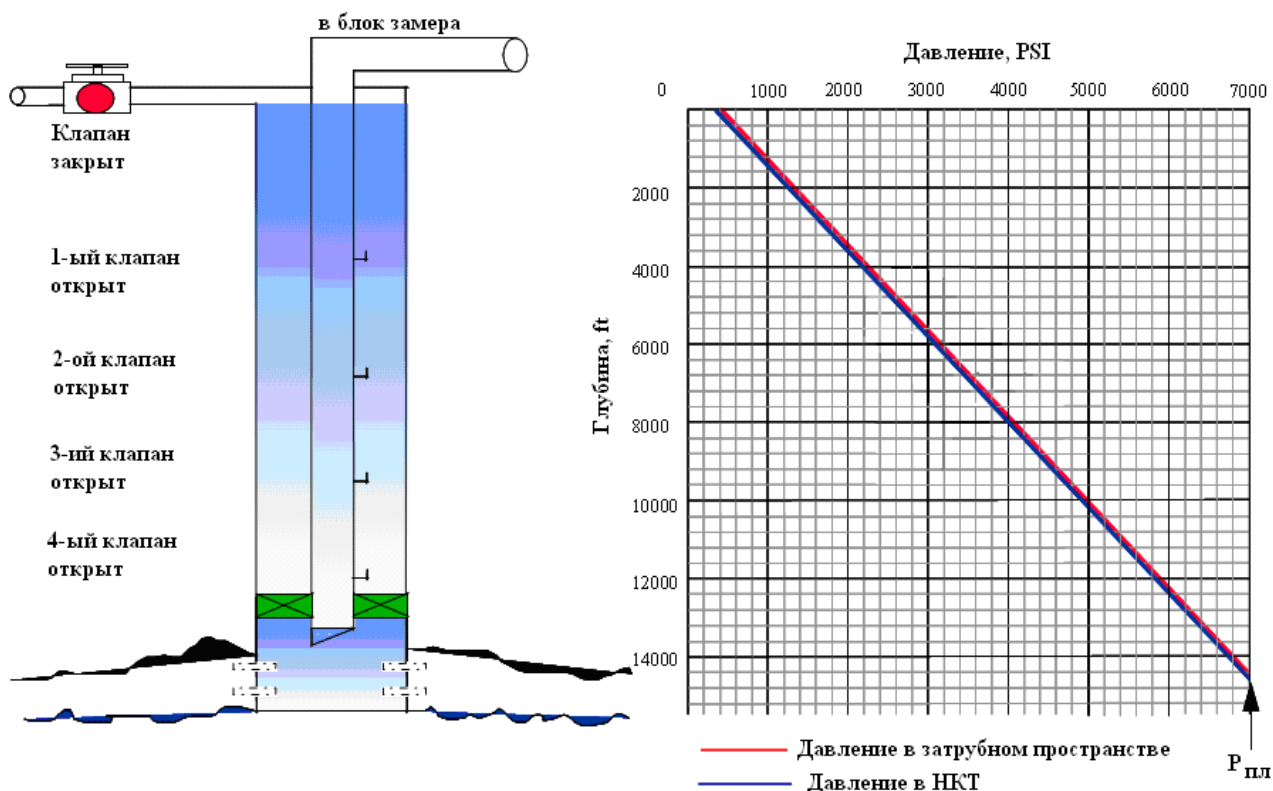 в блок замера
Клапан
закрыт
1-ый клапан
открыт
2-ой клапан
открыт
3-ий клапан
открыт
4-ый клапан
открыт
Давление, PSI
0 1000 2000 3000 4000 5000 6000 7000
Глубина, ft
2000
4000
6000
8000
10000
12000
14000
Давление в затрубном пространстве
Давление в НКТ
P пл